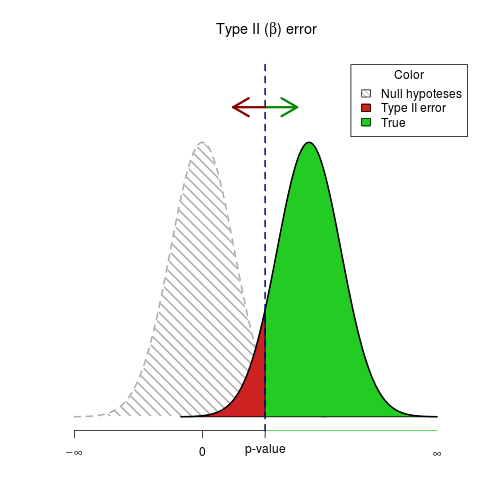 Type II (β) error
Color
Null hypoteses
Type II error
True
−∞
0
p-value
∞